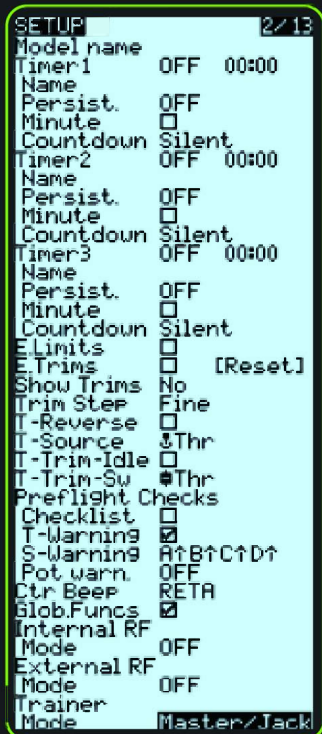 SETUP 2/13
Model name
Timer1 OFF 00:00
Name
Persist. OFF
Minute
Countdown Silent
Timer2 OFF 00:00
Name
Persist. OFF
Minute
Countdown Silent
Timer3 OFF 00:00
Name
Persist. OFF
Minute
Countdown Silent
E.Limits
E.Trims [Reset]
Show Trims No
Trim Step Fine
T-Reverse
T-Source Thr
T-Trim-Idle
T-Trim-Sw Thr
Preflight Checks
Checklist
T-Warning
S-Warning A↑B↑C↑D↑
Pot warn. OFF
Ctr Beep RETA
Glob.Funcs
Internal RF
Mode OFF
External RF
Mode OFF
Trainer
Mode Master/Jack